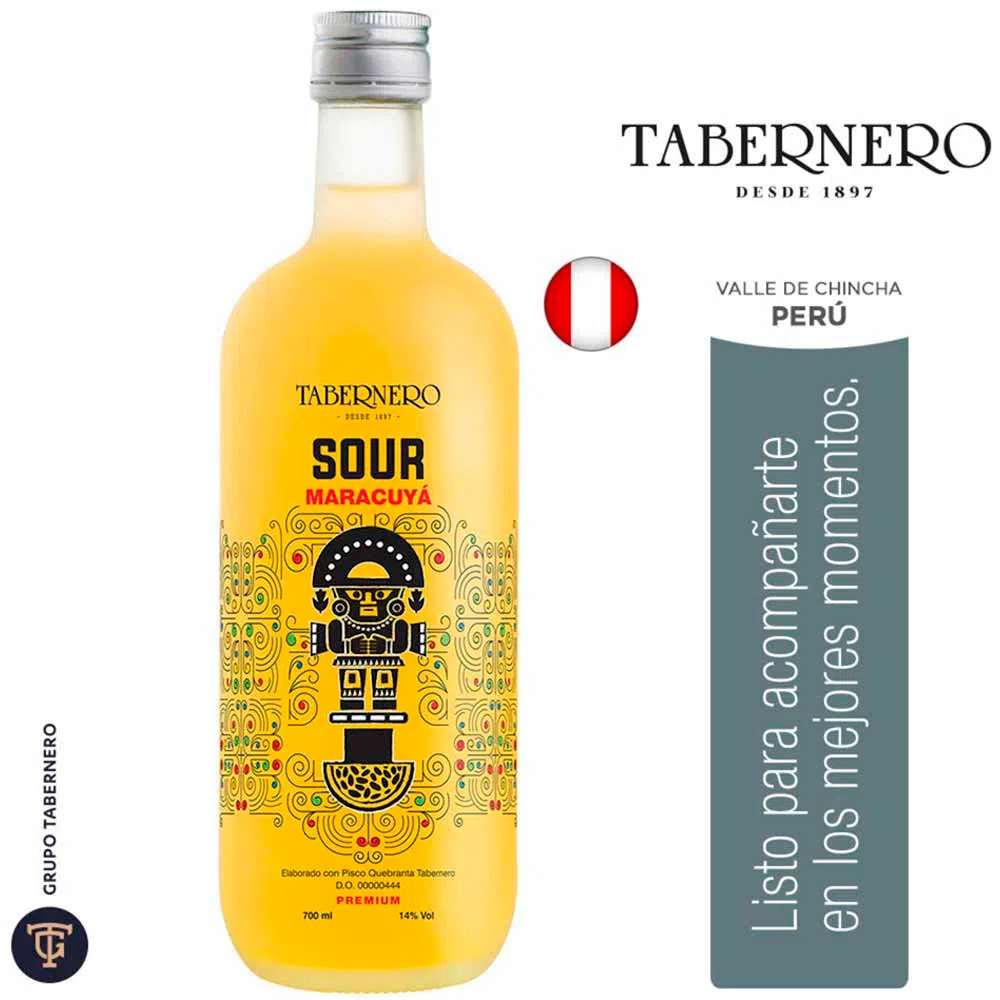 TABERNERO
DESDE 1897
VALLE DE CHINCHA
PERÚ
Listo para acompañarte
en los mejores momentos.
TABERNERO
- DESDE 1897 -
SOUR
MARACUYÁ
Elaborado con Pisco Quebranta Tabernero
D.O. 00000444
PREMIUM
700 ml 14% Vol
GRUPO TABERNERO
TG